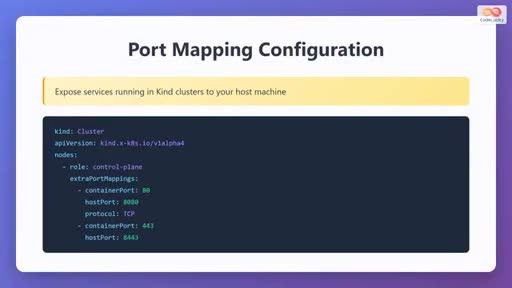 Port Mapping Configuration
Expose services running in Kind clusters to your host machine
kind: Cluster
apiVersion: kind.x-k8s.io/v1alpha4
nodes:
  - role: control-plane
    extraPortMappings:
      - containerPort: 80
        hostPort: 8080
        protocol: TCP
      - containerPort: 443
        hostPort: 8443